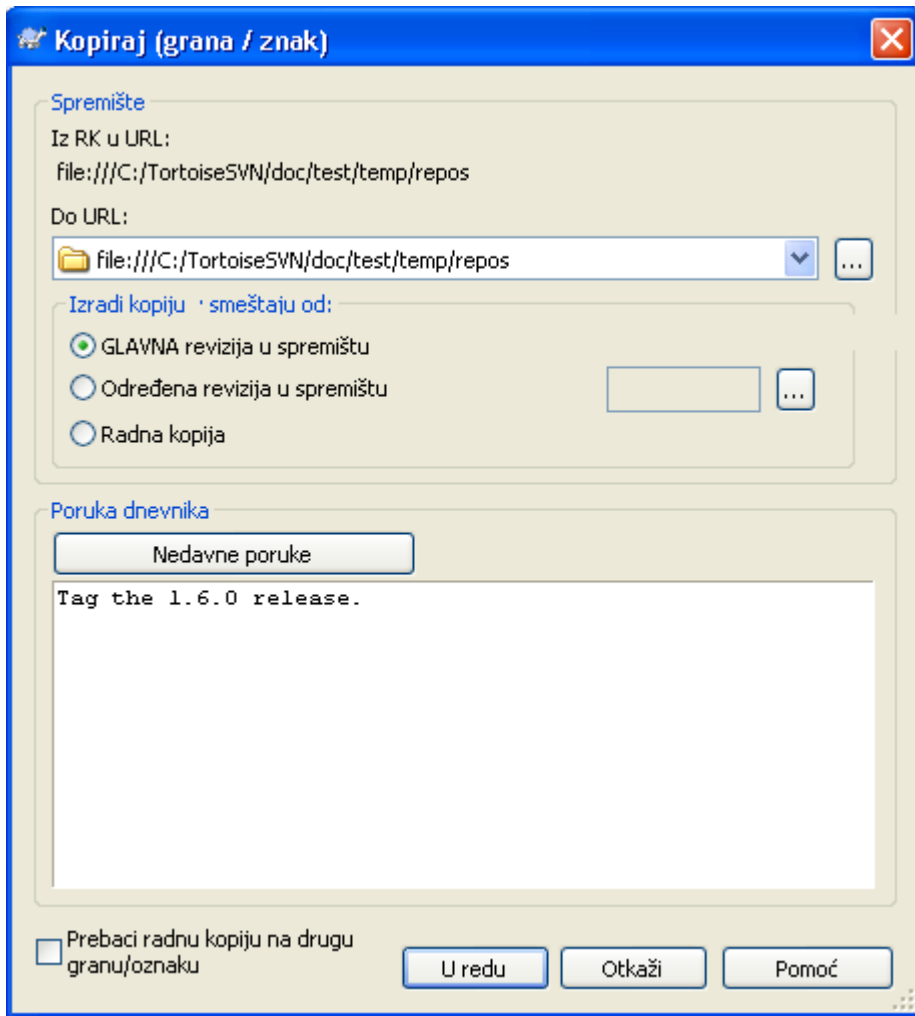 Kopiraj (grana / znak)
Spremište
Iz RK u URL:
file:///C:/TortoiseSVN/doc/test/temp/repos
Do URL:
file:///C:/TortoiseSVN/doc/test/temp/repos
...
Izradi kopiju smeštaju od:
GLAVNA revizija u spremištu
Određena revizija u spremištu
...
Radna kopija
Poruka dnevnika
Nedavne poruke
Tag the 1.6.0 release.
Prebaci radnu kopiju na drugu
granu/oznaku
U redu
Otkaži
Pomoć